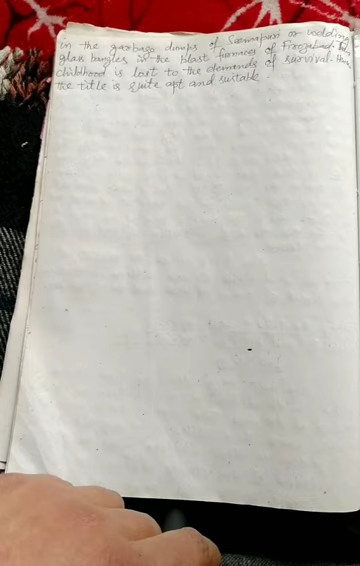 in the garbage dumps of Seemapuri or welding
glass bangles in the blast furnaces of Firozabad. Their
childhood is lost to the demands of survival. Thus
the title is quite apt and suitable.